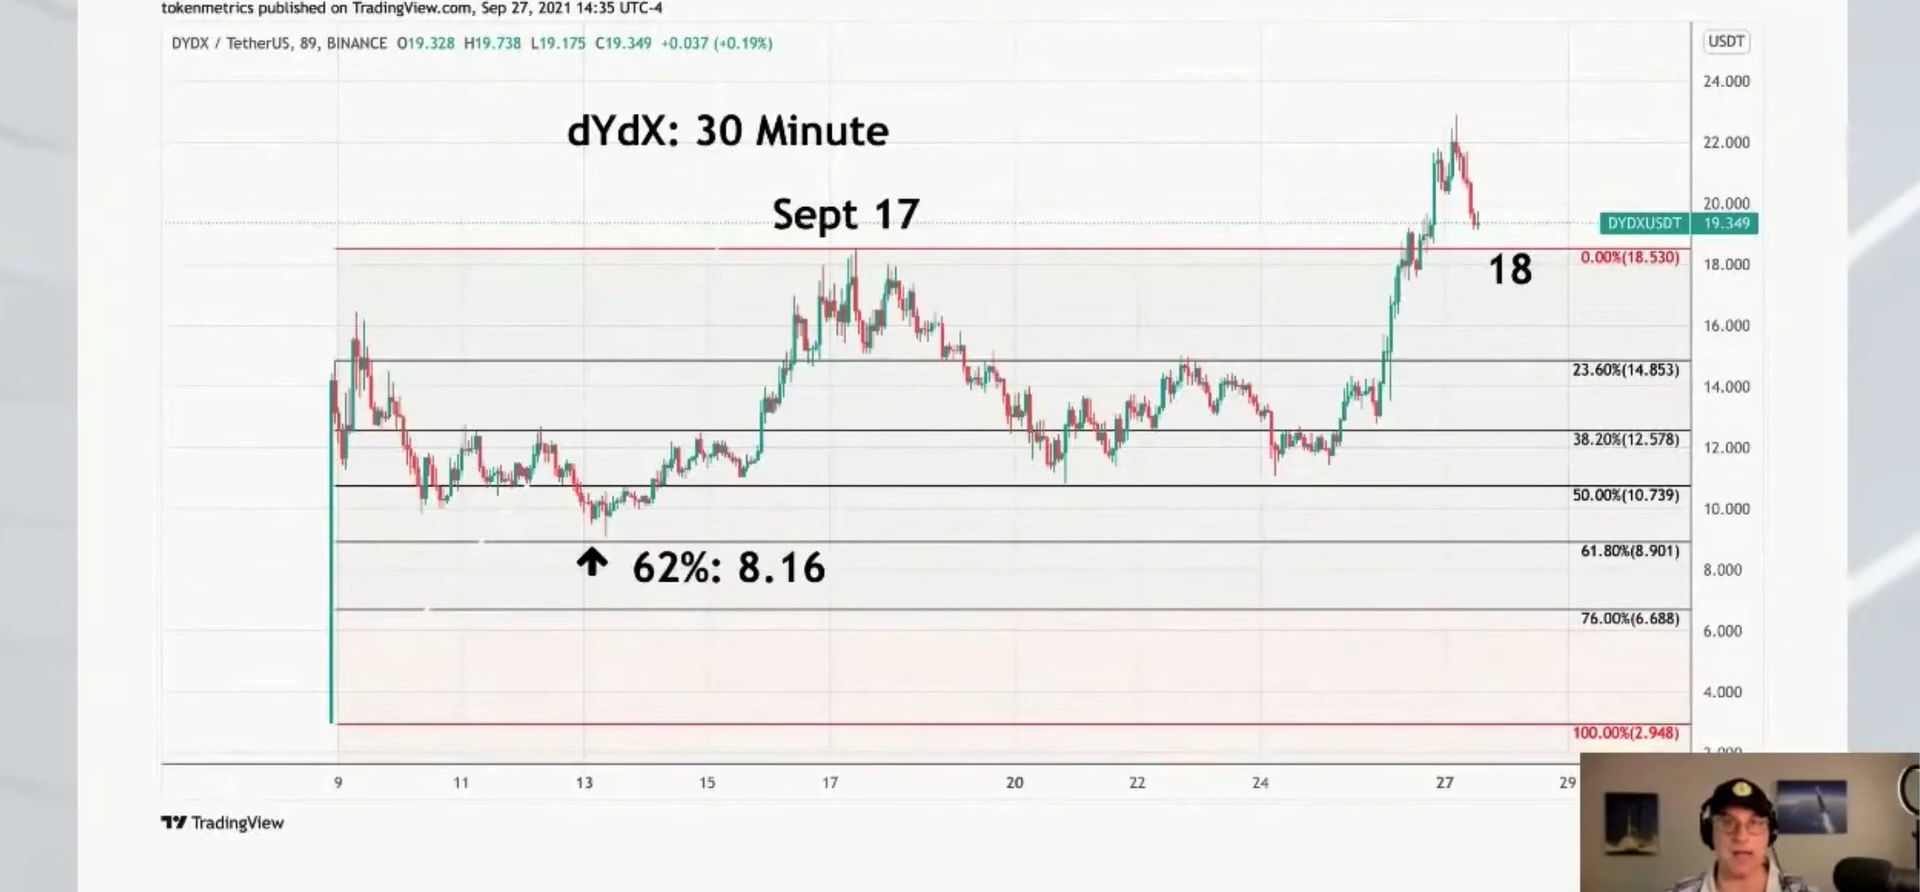 tokenmetrics published on TradingView.com, Sep 27, 2021 14:35 UTC-4
DYDX / TetherUS, 89, BINANCE O19.328 H19.738 L19.175 C19.349 +0.037 (+0.19%)
USDT
24.000
dYdX: 30 Minute
22.000
Sept 17
20.000
DYDXUSDT 19.349
0.00%(18.530)
18
18.000
16.000
23.60%(14.853)
14.000
38.20%(12.578)
12.000
50.00%(10.739)
10.000
61.80%(8.901)
62%: 8.16
8.000
76.00%(6.688)
6.000
4.000
100.00%(2.948)
9 11 13 15 17 20 22 24 27 29
TradingView